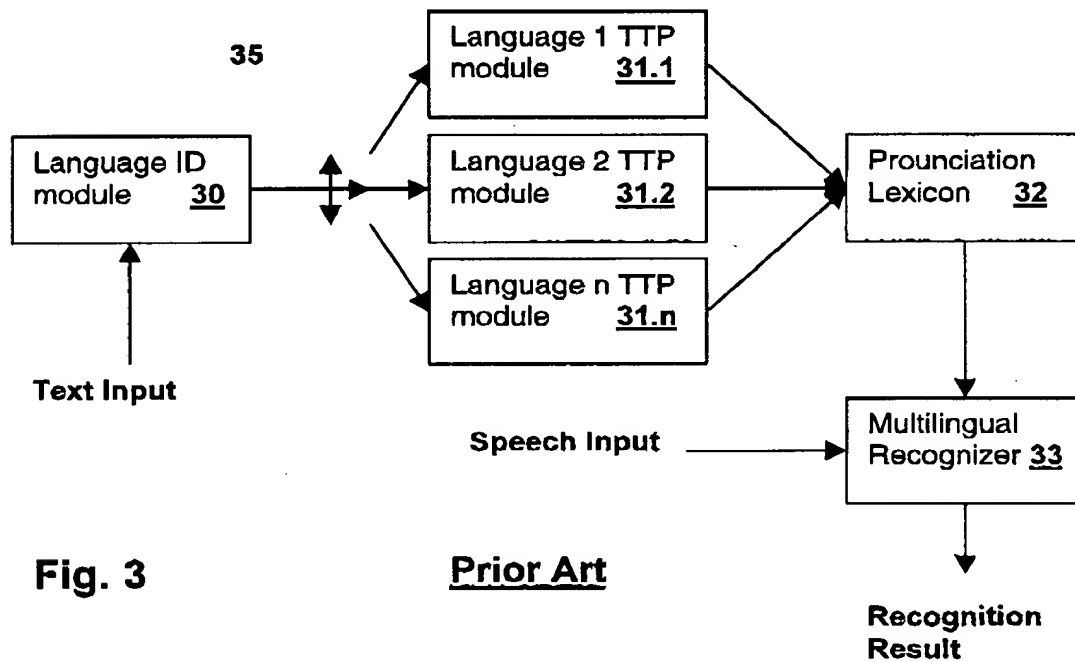 35
Language 1 TTP
module 31.1
Language ID
module 30
Language 2 TTP
module 31.2
Language n TTP
module 31.n
Prounciation
Lexicon 32
Text Input
Speech Input
Multilingual
Recognizer 33
Fig. 3
Prior Art
Recognition
Result